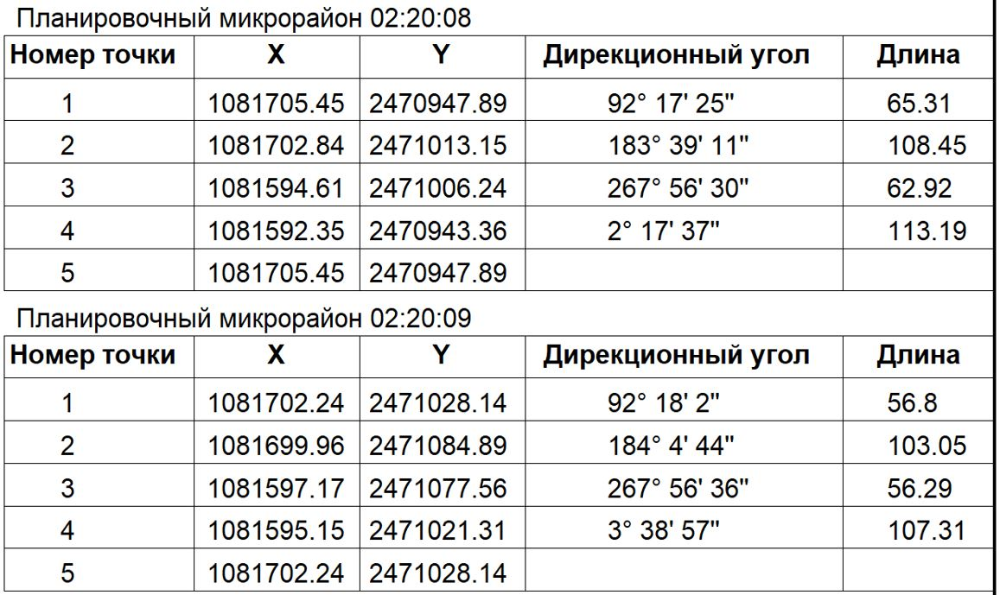 Планировочный микрорайон 02:20:08
Номер точки X Y Дирекционный угол Длина
1 1081705.45 2470947.89 92° 17' 25" 65.31
2 1081702.84 2471013.15 183° 39' 11" 108.45
3 1081594.61 2471006.24 267° 56' 30" 62.92
4 1081592.35 2470943.36 2° 17' 37" 113.19
5 1081705.45 2470947.89
Планировочный микрорайон 02:20:09
Номер точки X Y Дирекционный угол Длина
1 1081702.24 2471028.14 92° 18' 2" 56.8
2 1081699.96 2471084.89 184° 4' 44" 103.05
3 1081597.17 2471077.56 267° 56' 36" 56.29
4 1081595.15 2471021.31 3° 38' 57" 107.31
5 1081702.24 2471028.14